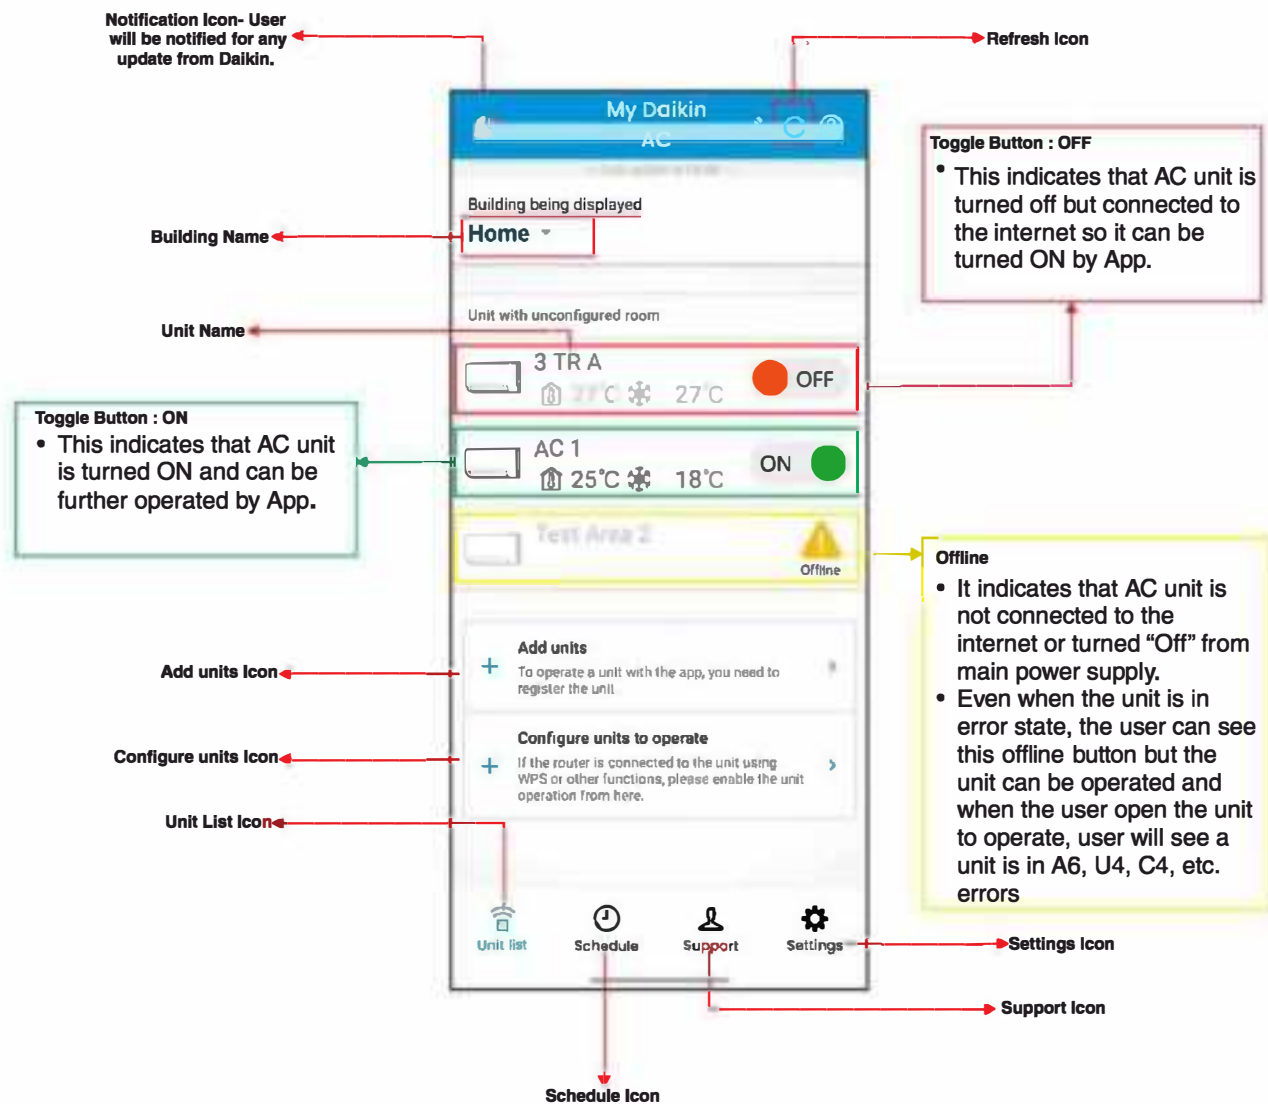 Notification Icon- User
will be notified for any
update from Daikin.
Refresh Icon
My Daikin
AC
Toggle Button : OFF
• This indicates that AC unit is
turned off but connected to
the internet so it can be
turned ON by App.
Building being displayed
Building Name
Home
Unit with unconfigured room
Unit Name
3 TR A
27°C 27°C
OFF
Toggle Button : ON
• This indicates that AC unit
is turned ON and can be
further operated by App.
AC 1
25°C 18°C
ON
Test Area 2
Offline
Offline
• It indicates that AC unit is
not connected to the
internet or turned “Off” from
main power supply.
• Even when the unit is in
error state, the user can see
this offline button but the
unit can be operated and
when the user open the unit
to operate, user will see a
unit is in A6, U4, C4, etc.
errors
Add units Icon
Add units
To operate a unit with the app, you need to
register the unit
Configure units Icon
Configure units to operate
If the router is connected to the unit using
WPS or other functions, please enable the unit
operation from here.
Unit List Icon
Unit list
Schedule
Support
Settings
Settings Icon
Support Icon
Schedule Icon